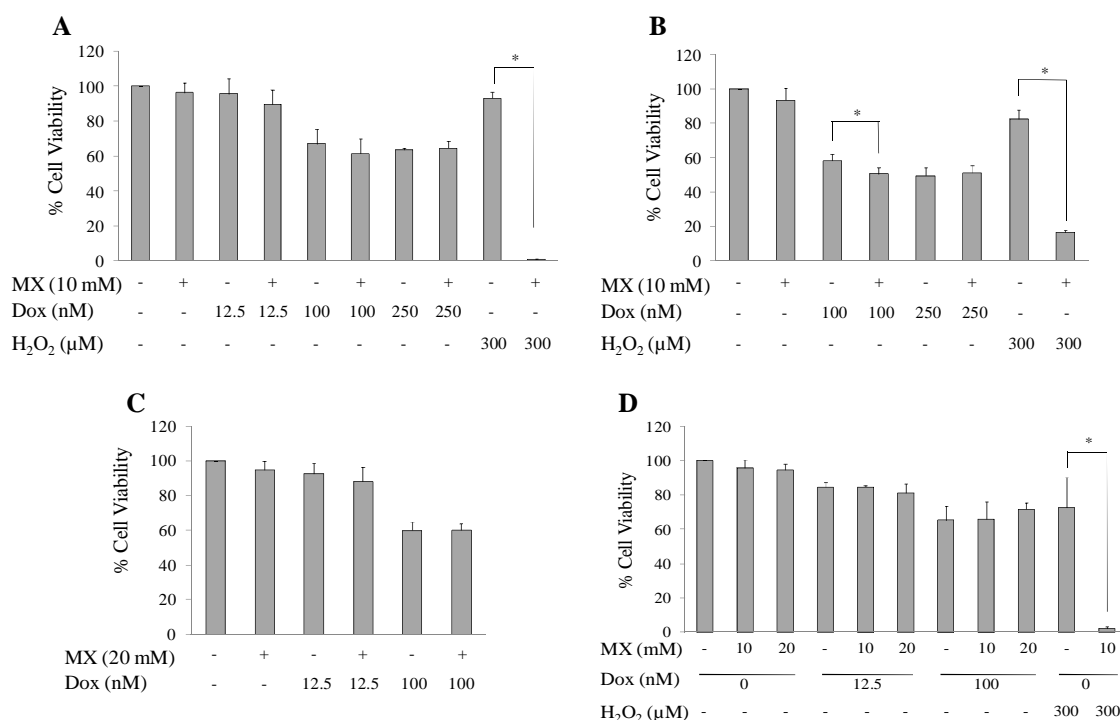 A
120
100
80
60
40
20
0
% Cell Viability
*
MX (10 mM) - + - + - + - + - +
Dox (nM) - - 12.5 12.5 100 100 250 250 - -
H₂O₂ (µM) - - - - - - - - 300 300
B
120
100
80
60
40
20
0
% Cell Viability
*
*
MX (10 mM) - + - + - + - +
Dox (nM) - - 100 100 250 250 - -
H₂O₂ (µM) - - - - - - 300 300
C
120
100
80
60
40
20
0
% Cell Viability
MX (20 mM) - + - + - +
Dox (nM) - - 12.5 12.5 100 100
D
120
100
80
60
40
20
0
% Cell Viability
*
MX (mM) - 10 20 - 10 20 - 10 20 - 10
Dox (nM) 0 12.5 100 0
H₂O₂ (µM) - - - - - - - - - 300 300